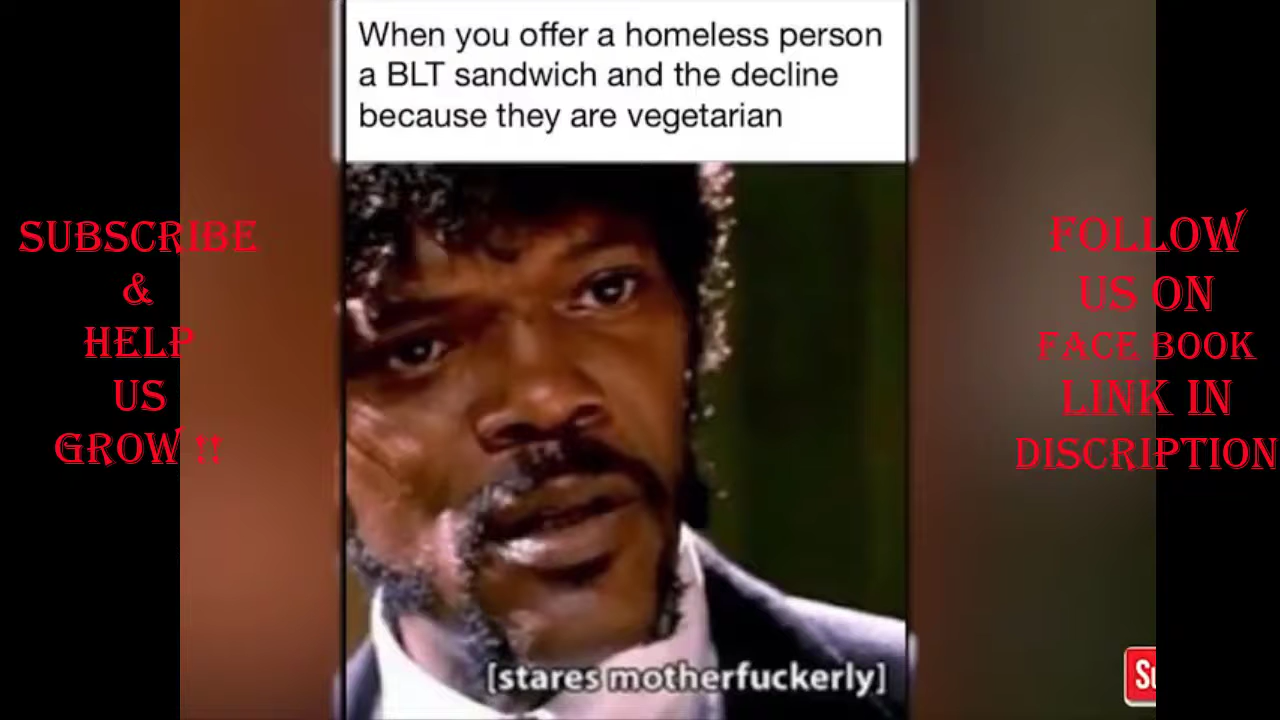 When you offer a homeless person
a BLT sandwich and the decline
because they are vegetarian
SUBSCRIBE
&
HELP
US
GROW !!
FOLLOW
US ON
FACE BOOK
LINK IN
DISCRIPTION
[stares motherfuckerly]
Su